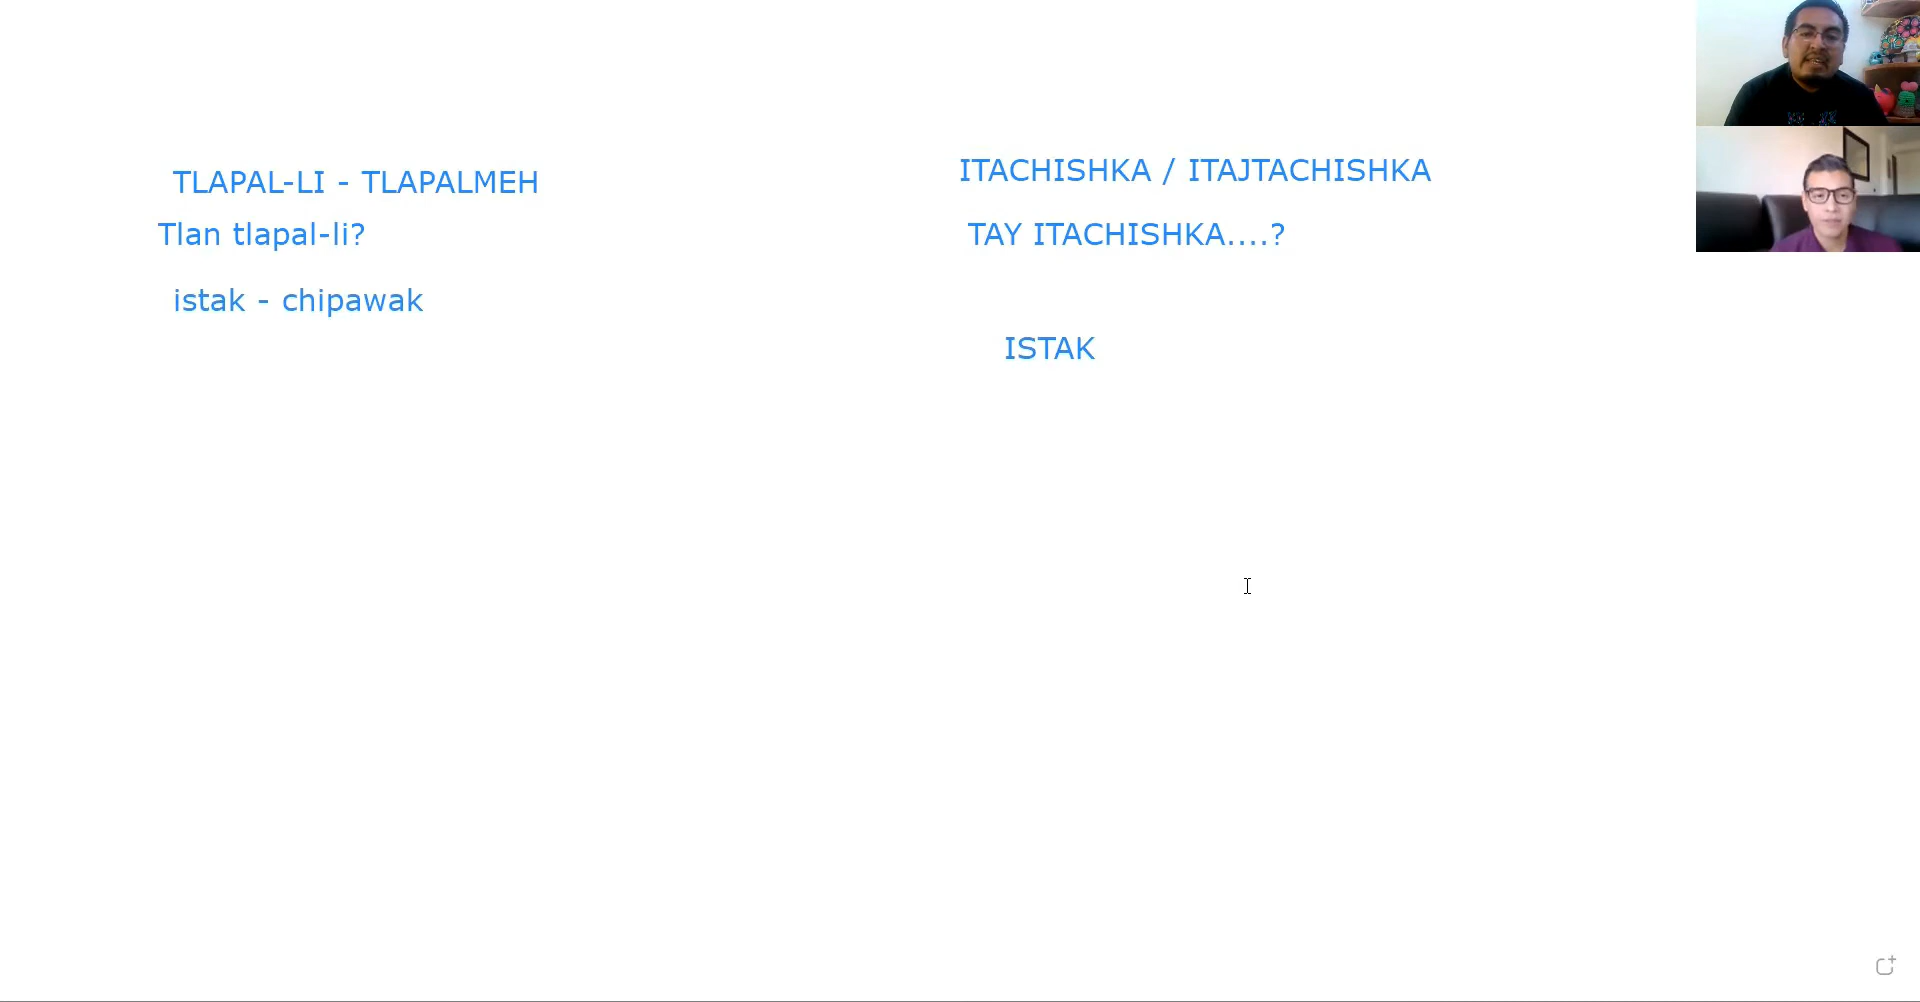 TLAPAL-LI - TLAPALMEH
Tlan tlapal-li?
istak - chipawak
ITACHISHKA / ITAJTACHISHKA
TAY ITACHISHKA....?
ISTAK